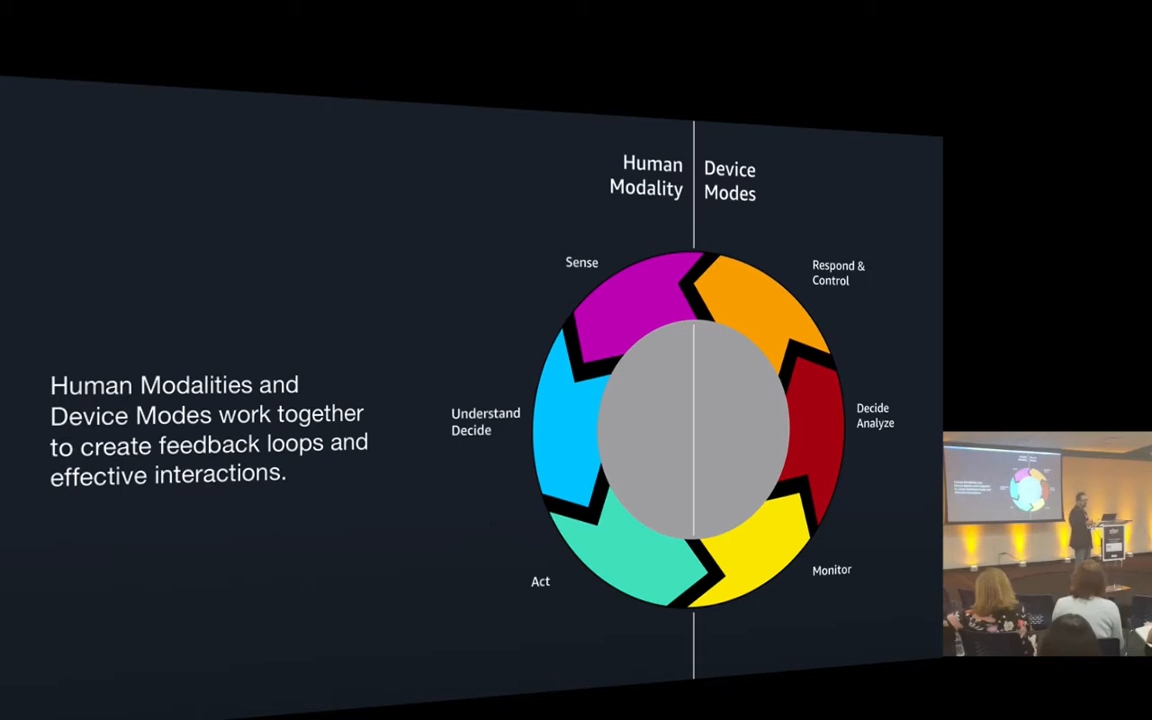 Human
Modality
Device
Modes
Sense
Respond &
Control
Human Modalities and
Device Modes work together
to create feedback loops and
effective interactions.
Understand
Decide
Decide
Analyze
Act
Monitor